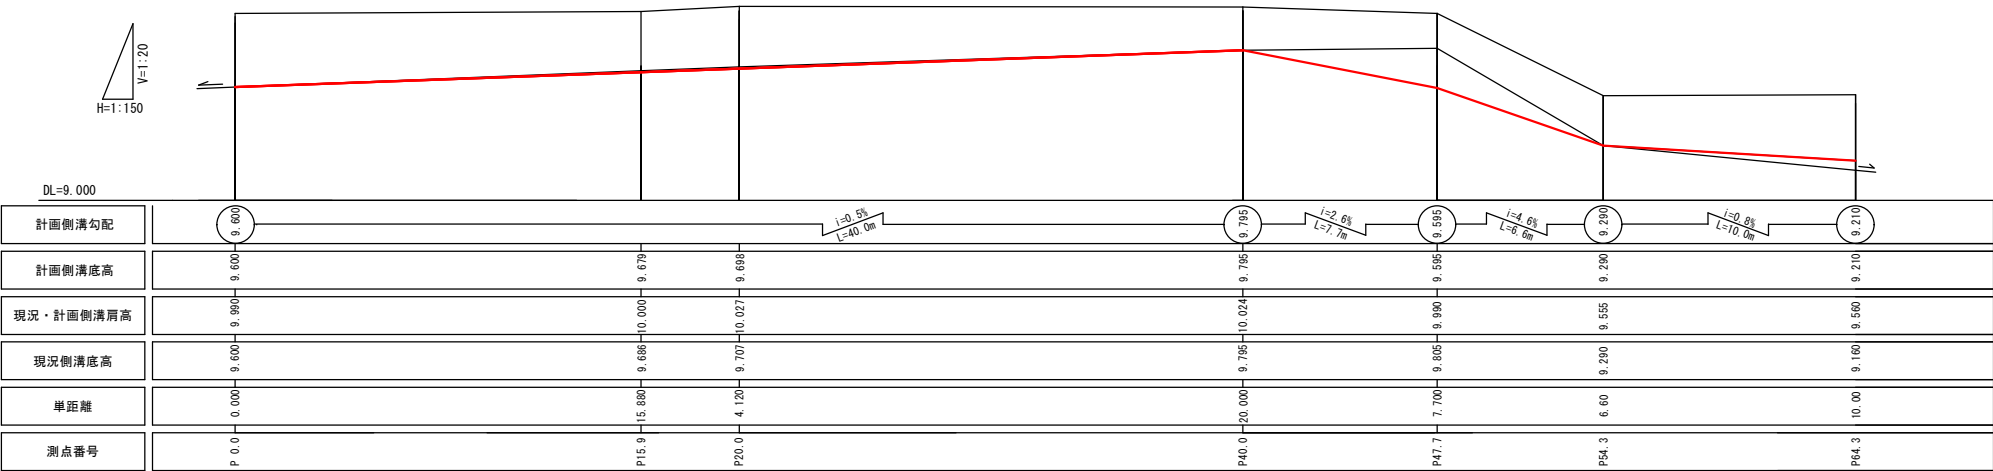 V=1:20
H=1:150
DL=9.000
計画側溝勾配
9.600
i=0.5%
L=40.0m
9.795
i=2.6%
L=7.7m
9.595
i=4.6%
L=6.6m
9.290
i=0.8%
L=10.0m
9.210
計画側溝底高
9.600
9.679
9.698
9.795
9.595
9.290
9.210
現況・計画側溝肩高
9.990
10.000
10.027
10.024
9.990
9.555
9.560
現況側溝底高
9.600
9.686
9.707
9.795
9.805
9.290
9.160
単距離
0.000
15.880
4.120
20.000
7.700
6.60
10.00
測点番号
P 0.0
P15.9
P20.0
P40.0
P47.7
P54.3
P64.3